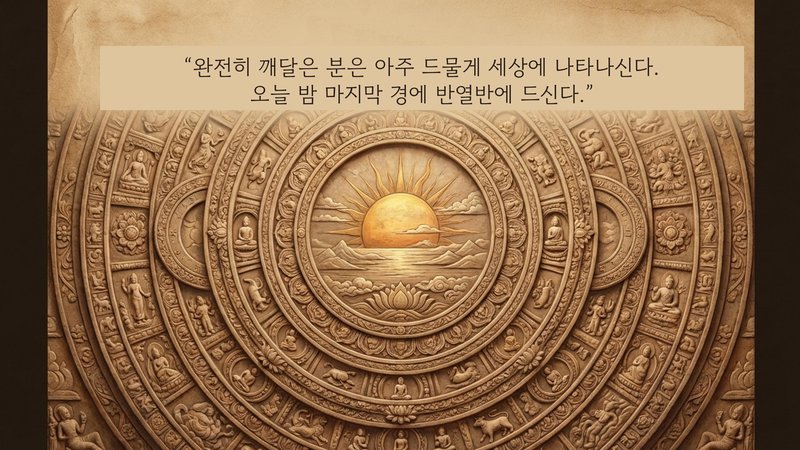 “완전히 깨달은 분은 아주 드물게 세상에 나타나신다.
오늘 밤 마지막 경에 반열반에 드신다.”